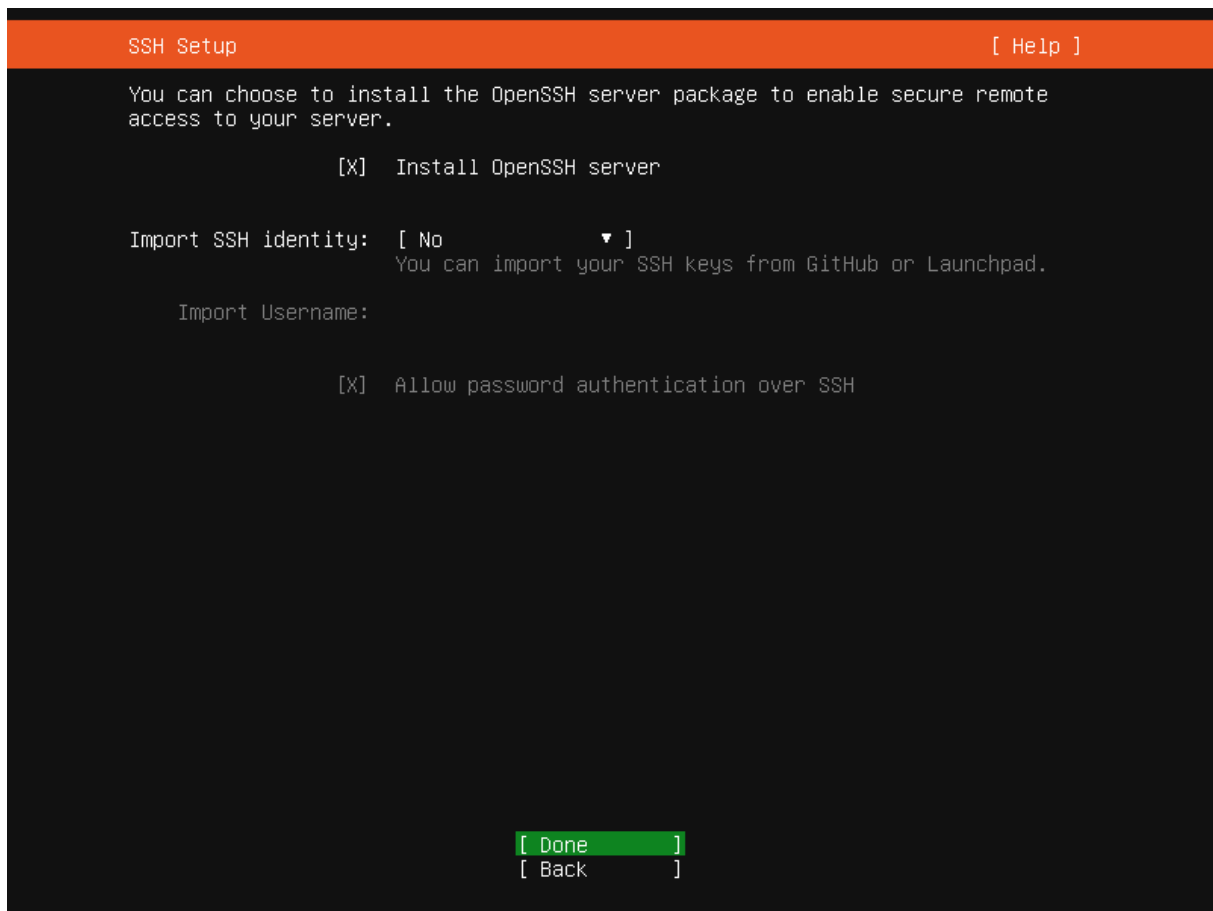 SSH Setup [ Help ]
You can choose to install the OpenSSH server package to enable secure remote
access to your server.
[X] Install OpenSSH server
Import SSH identity: [ No ▼ ]
You can import your SSH keys from GitHub or Launchpad.
Import Username:
[X] Allow password authentication over SSH
[ Done ]
[ Back ]